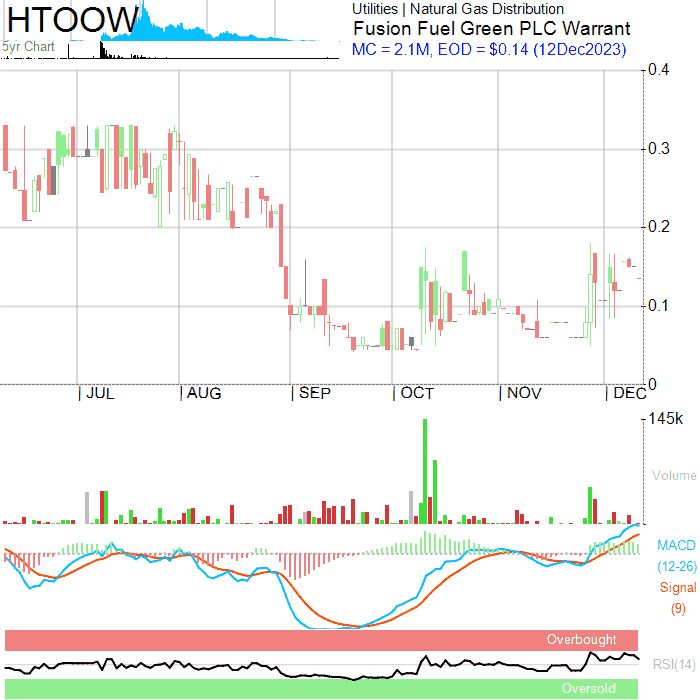 HTOOW
5yr Chart
Utilities | Natural Gas Distribution
Fusion Fuel Green PLC Warrant
MC = 2.1M, EOD = $0.14 (12Dec2023)
0.4
0.3
0.2
0.1
0
| JUL | AUG | SEP | OCT | NOV | DEC
145k
Volume
MACD
(12-26)
Signal
(9)
Overbought
RSI(14)
Oversold